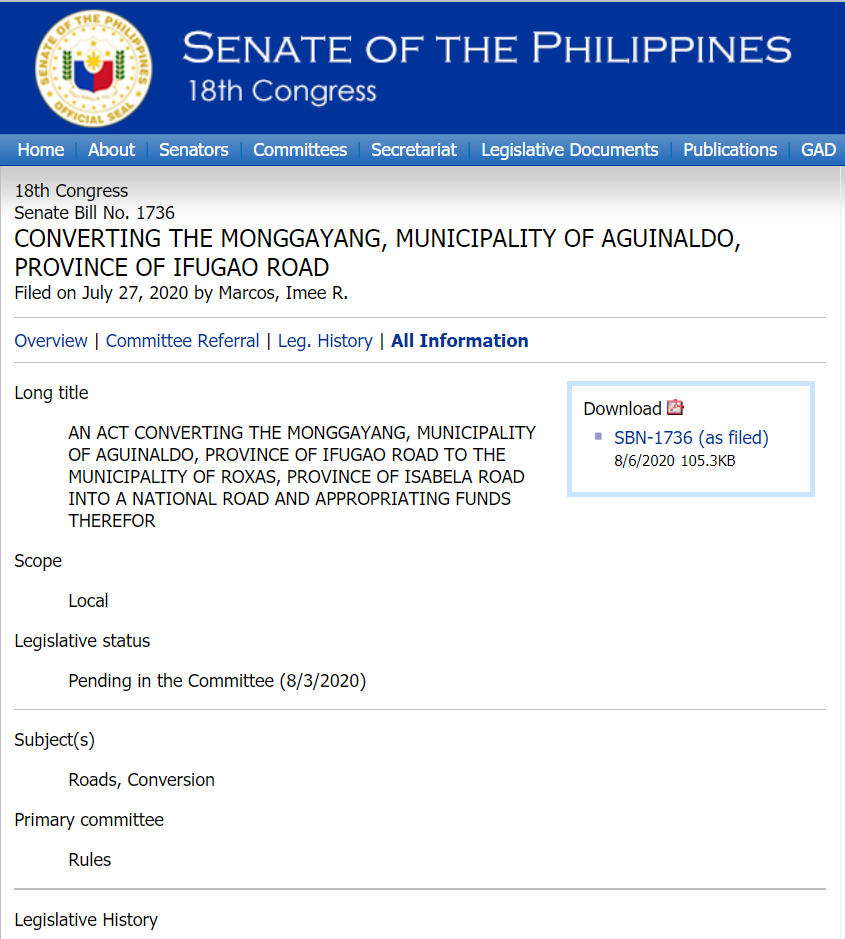 SENATE OF THE PHILIPPINES
OFFICIAL SEAL
SENATE OF THE PHILIPPINES
18th Congress
Home About Senators Committees Secretariat Legislative Documents Publications GAD
18th Congress
Senate Bill No. 1736
CONVERTING THE MONGGAYANG, MUNICIPALITY OF AGUINALDO,
PROVINCE OF IFUGAO ROAD
Filed on July 27, 2020 by Marcos, Imee R.
Overview | Committee Referral | Leg. History | All Information
Long title
AN ACT CONVERTING THE MONGGAYANG, MUNICIPALITY
OF AGUINALDO, PROVINCE OF IFUGAO ROAD TO THE
MUNICIPALITY OF ROXAS, PROVINCE OF ISABELA ROAD
INTO A NATIONAL ROAD AND APPROPRIATING FUNDS
THEREFOR
Download
SBN-1736 (as filed)
8/6/2020 105.3KB
Scope
Local
Legislative status
Pending in the Committee (8/3/2020)
Subject(s)
Roads, Conversion
Primary committee
Rules
Legislative History